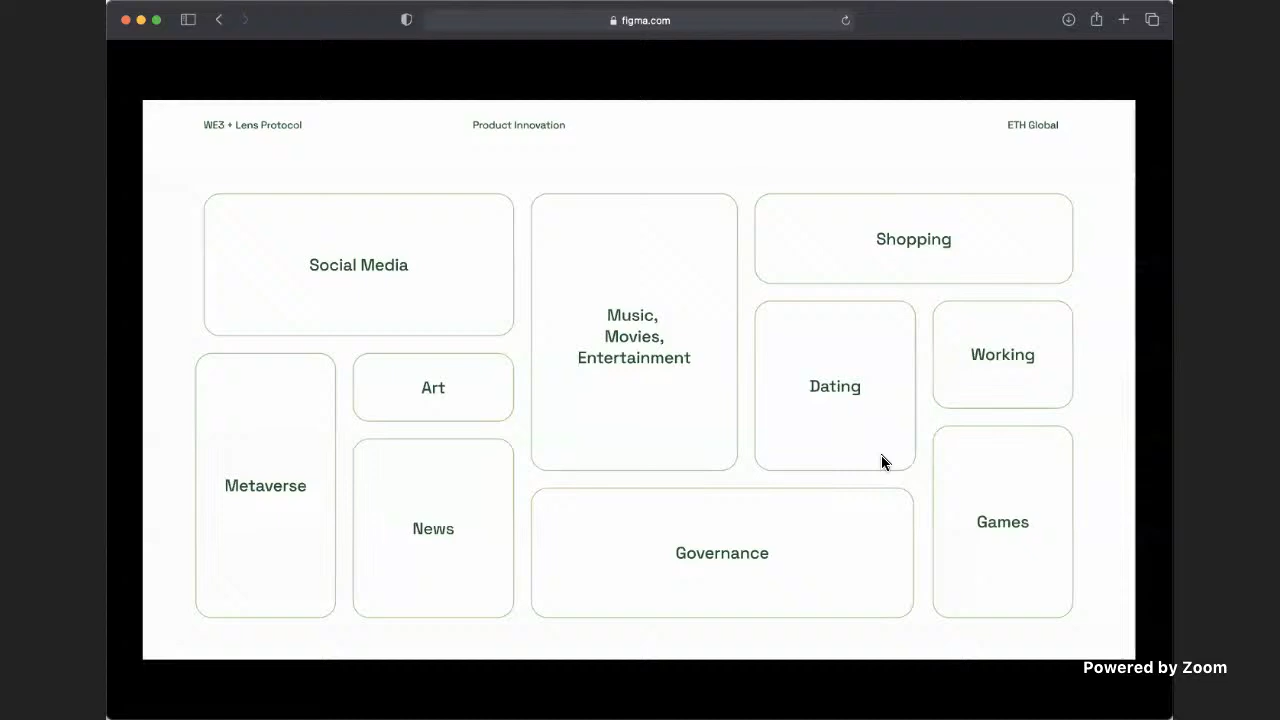 figma.com
WE3 + Lens Protocol
Product Innovation
ETH Global
Social Media
Music,
Movies,
Entertainment
Shopping
Metaverse
Art
News
Dating
Working
Governance
Games
Powered by Zoom